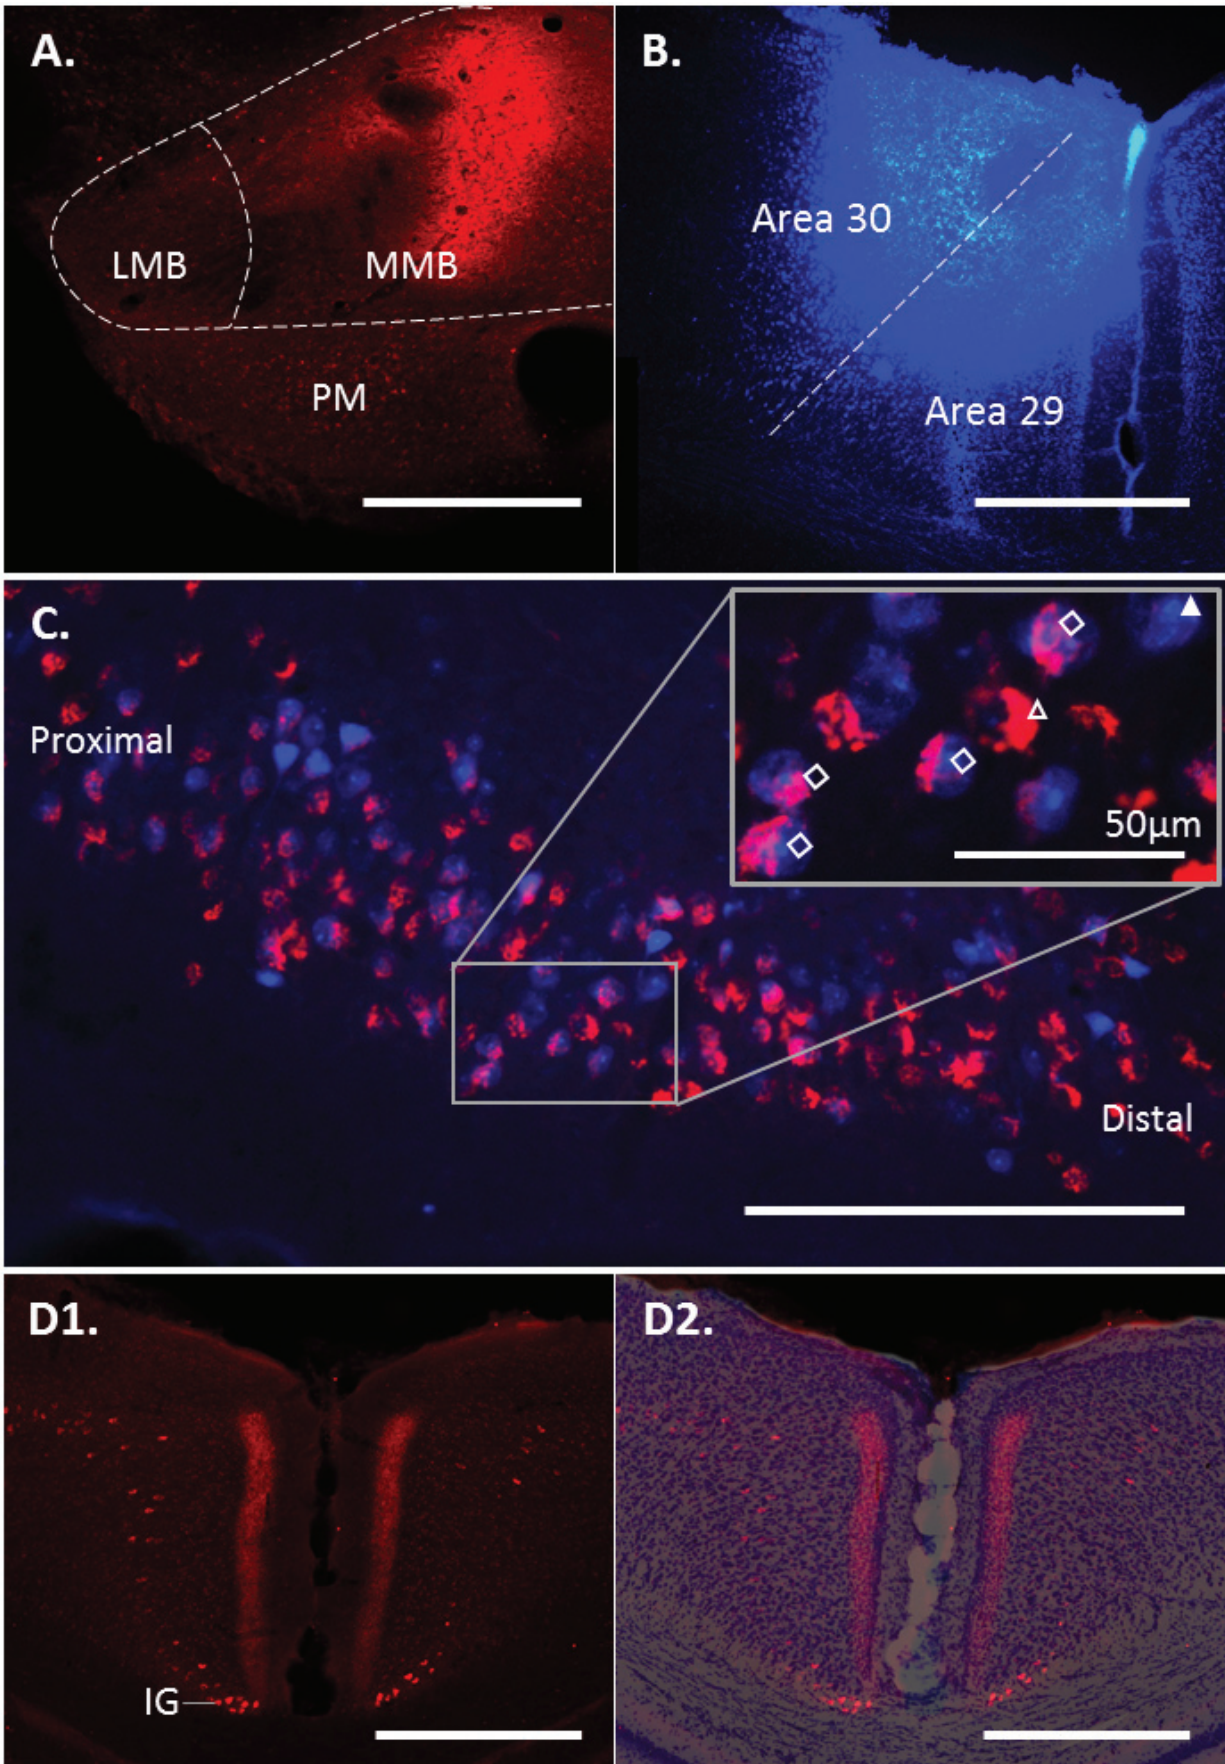 A.
LMB
MMB
PM
B.
Area 30
Area 29
C.
Proximal
50µm
Distal
D1.
IG
D2.